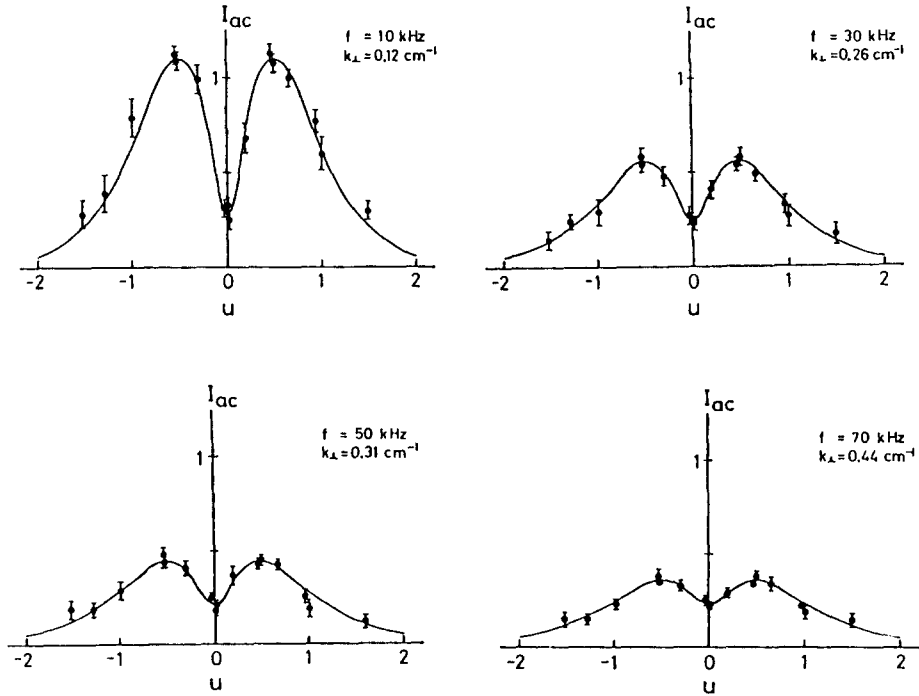 I_ac
f = 10 kHz
k⊥ = 0.12 cm⁻¹
1
-2 -1 0 1 2
u
I_ac
f = 30 kHz
k⊥ = 0.26 cm⁻¹
1
-2 -1 0 1 2
u
I_ac
f = 50 kHz
k⊥ = 0.31 cm⁻¹
1
-2 -1 0 1 2
u
I_ac
f = 70 kHz
k⊥ = 0.44 cm⁻¹
1
-2 -1 0 1 2
u